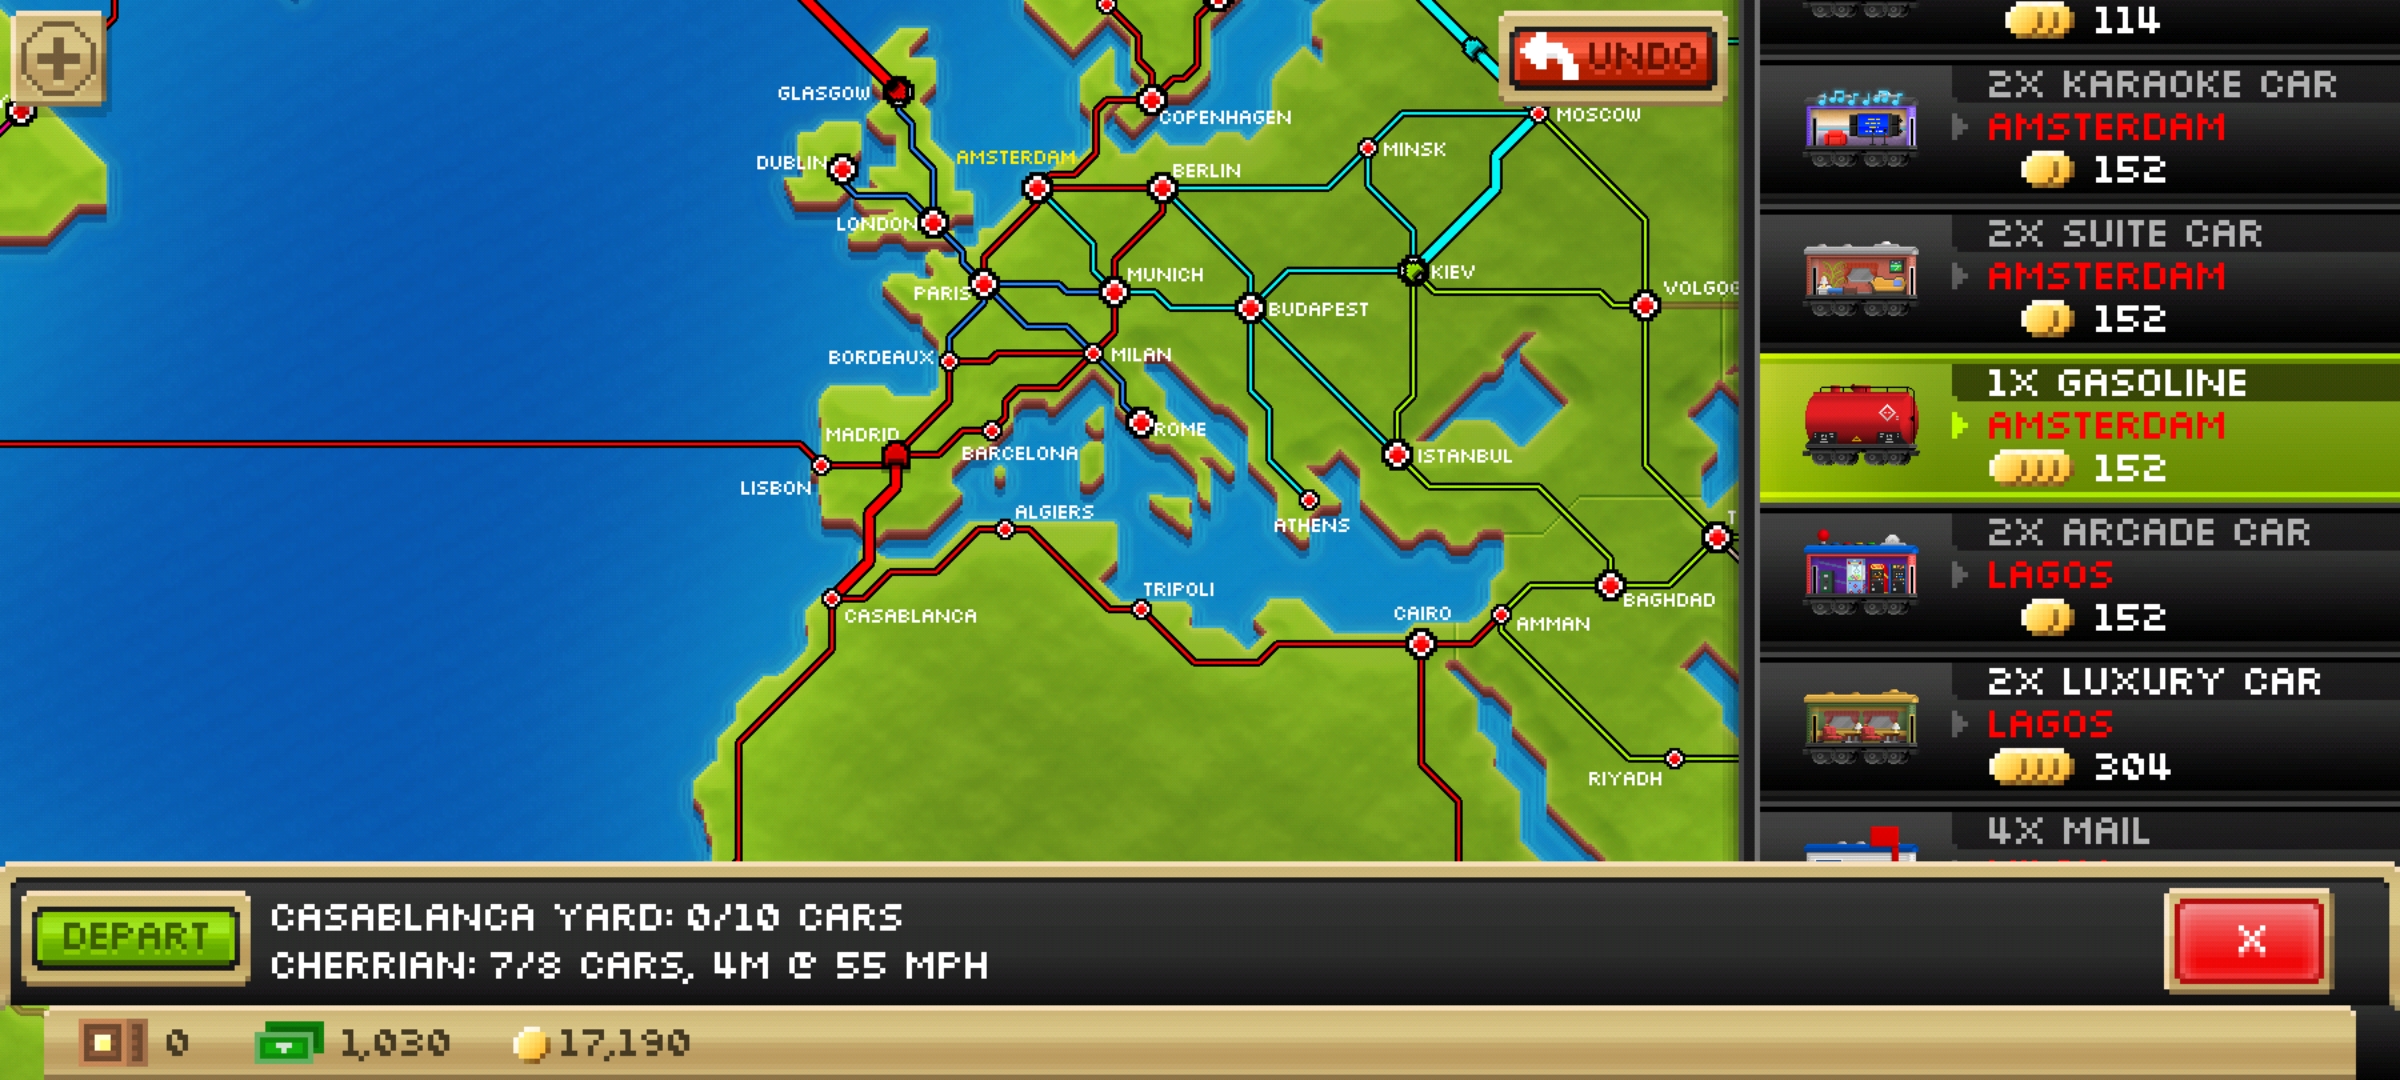 UNDO
GLASGOW
COPENHAGEN
MOSCOW
DUBLIN
AMSTERDAM
BERLIN
MINSK
LONDON
PARIS
MUNICH
KIEV
BUDAPEST
VOLGOG
BORDEAUX
MILAN
MADRID
ROME
BARCELONA
ISTANBUL
LISBON
ALGIERS
ATHENS
TRIPOLI
CASABLANCA
CAIRO
AMMAN
BAGHDAD
T
RIYADH
114
2X KARAOKE CAR
AMSTERDAM
152
2X SUITE CAR
AMSTERDAM
152
1X GASOLINE
AMSTERDAM
152
2X ARCADE CAR
LAGOS
152
2X LUXURY CAR
LAGOS
304
4X MAIL
DEPART
CASABLANCA YARD: 0/10 CARS
CHERRIAN: 7/8 CARS, 4M @ 55 MPH
X
0
1,030
17,190